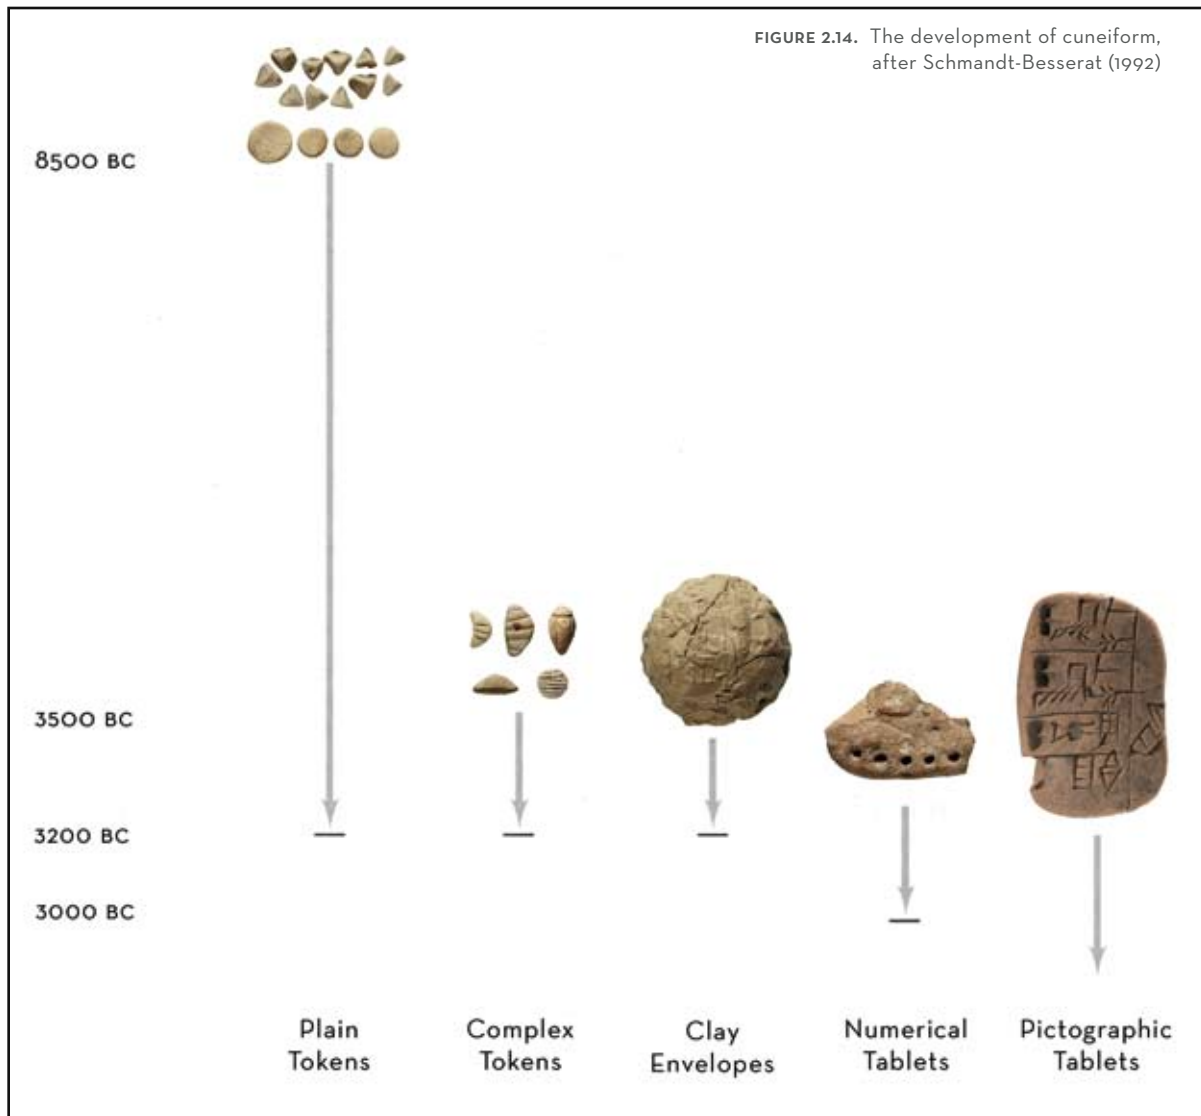 FIGURE 2.14. The development of cuneiform,
after Schmandt-Besserat (1992)
8500 BC
3500 BC
3200 BC
3000 BC
Plain
Tokens
Complex
Tokens
Clay
Envelopes
Numerical
Tablets
Pictographic
Tablets